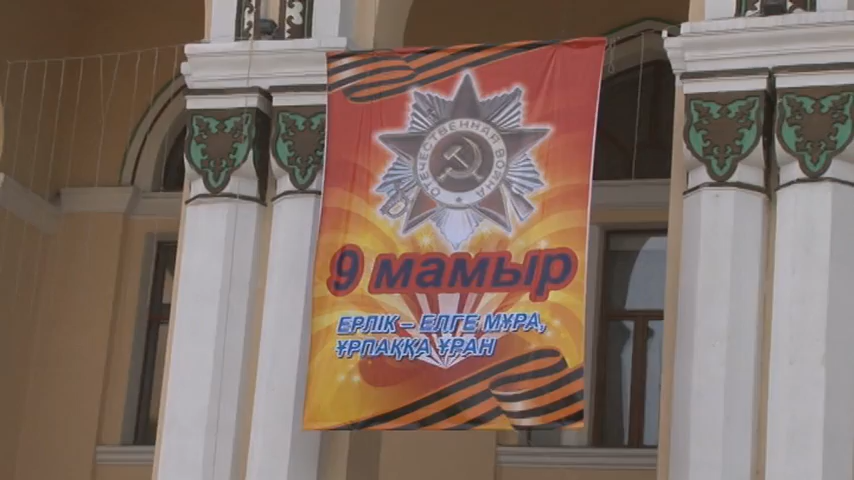 ОТЕЧЕСТВЕННАЯ ВОЙНА
9 мамыр
ЕРЛІК – ЕЛГЕ МҰРА,
ҰРПАҚҚА ҰРАН